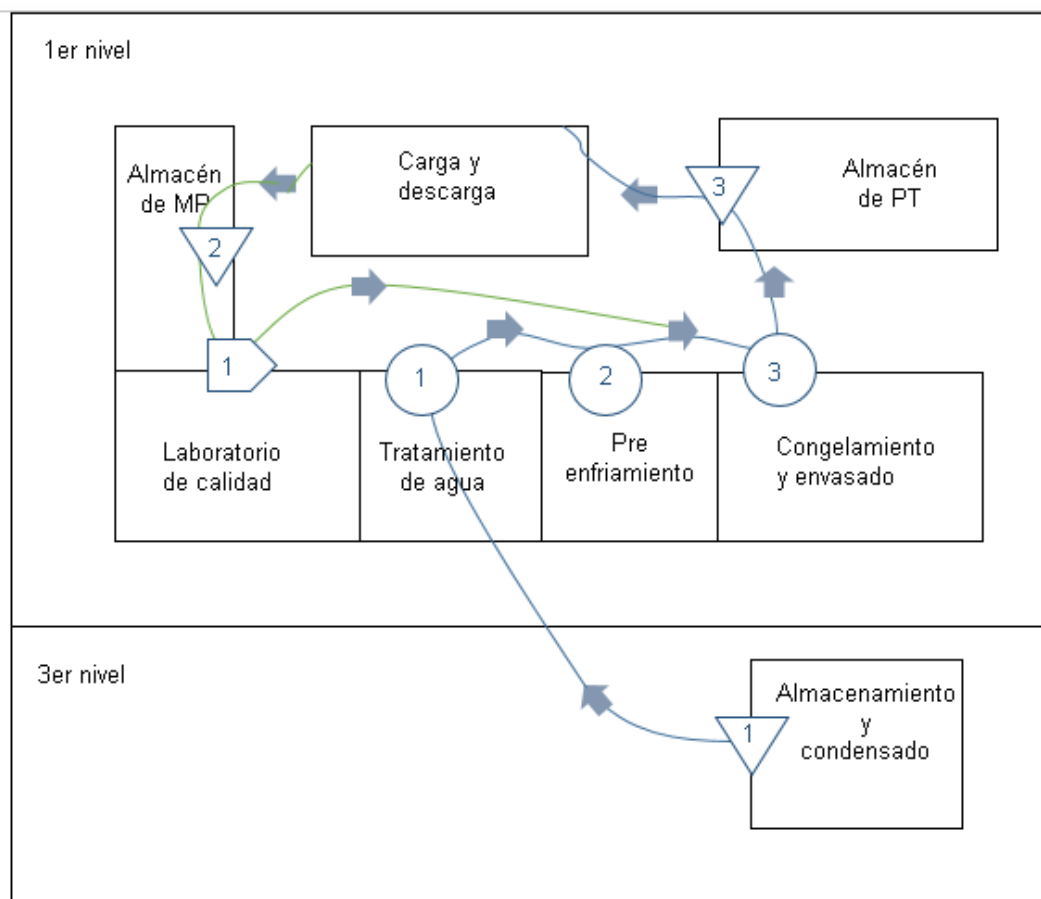 1er nivel
Almacén
de MP
2
Carga y
descarga
3
Almacén
de PT
1
Laboratorio
de calidad
1
Tratamiento
de agua
2
Pre
enfriamiento
3
Congelamiento
y envasado
3er nivel
1
Almacenamiento
y
condensado